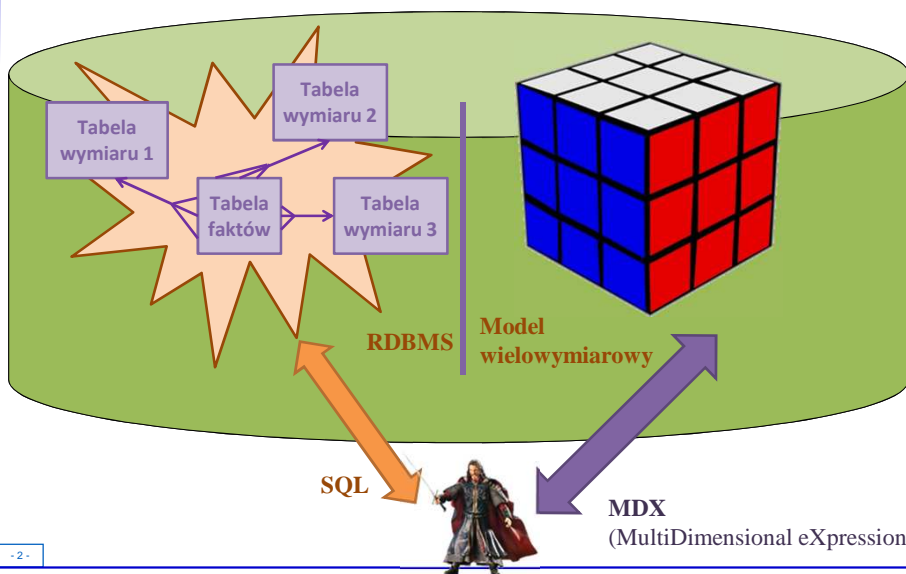 Tabela
wymiaru 1
Tabela
wymiaru 2
Tabela
faktów
Tabela
wymiaru 3
RDBMS
Model
wielowymiarowy
SQL
MDX
(MultiDimensional eXpression
- 2 -